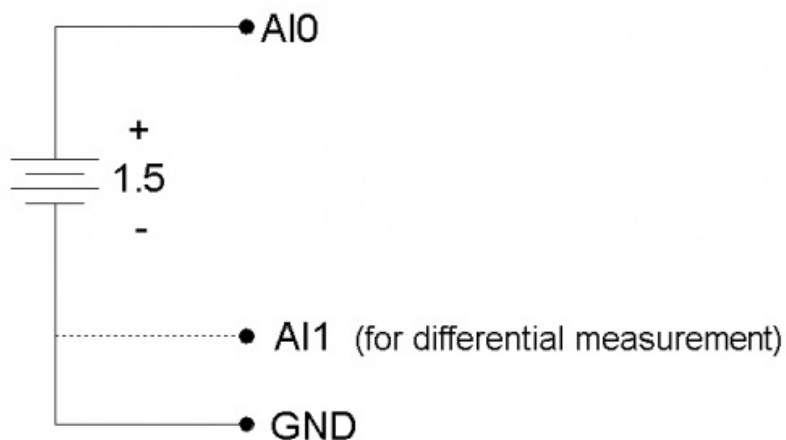 AI0
+
1.5
-
AI1 (for differential measurement)
GND